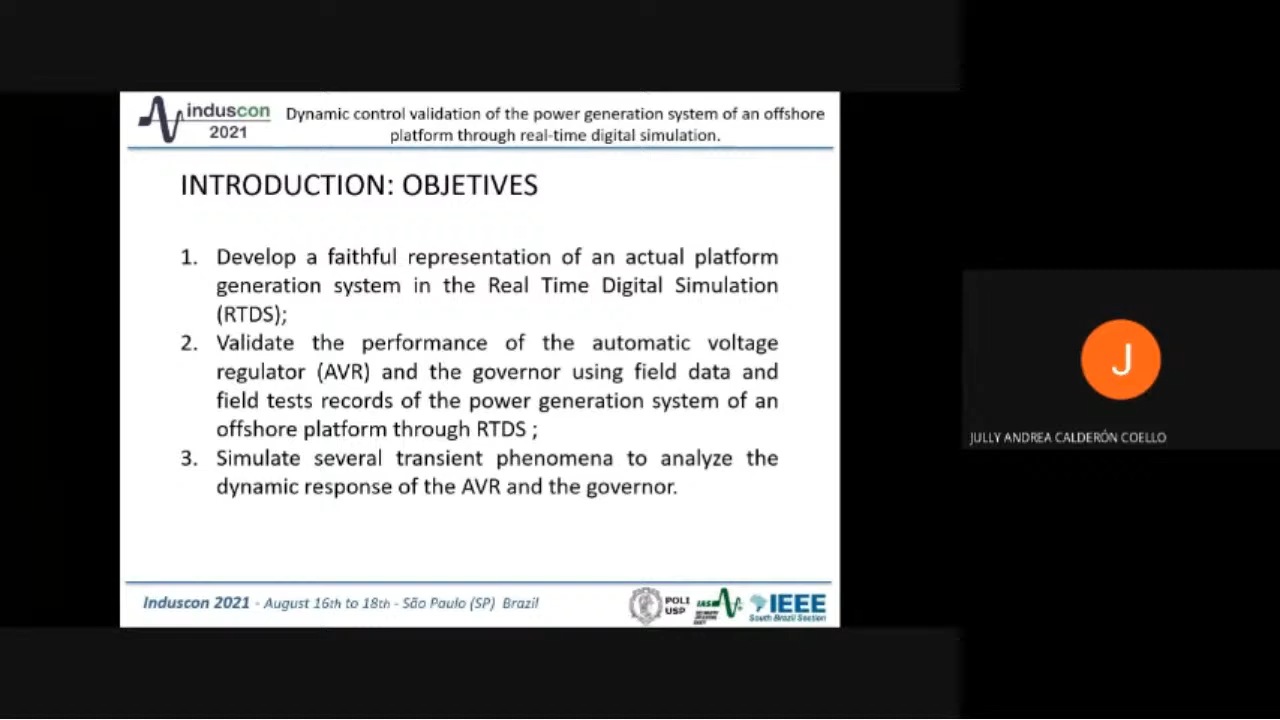 induscon
2021
Dynamic control validation of the power generation system of an offshore
platform through real-time digital simulation.
INTRODUCTION: OBJETIVES
1. Develop a faithful representation of an actual platform
generation system in the Real Time Digital Simulation
(RTDS);
2. Validate the performance of the automatic voltage
regulator (AVR) and the governor using field data and
field tests records of the power generation system of an
offshore platform through RTDS ;
3. Simulate several transient phenomena to analyze the
dynamic response of the AVR and the governor.
Induscon 2021 - August 16th to 18th - São Paulo (SP) Brazil
POLI
USP
IAS
IEEE
South Brazil Section
J
JULLY ANDREA CALDERÓN COELLO